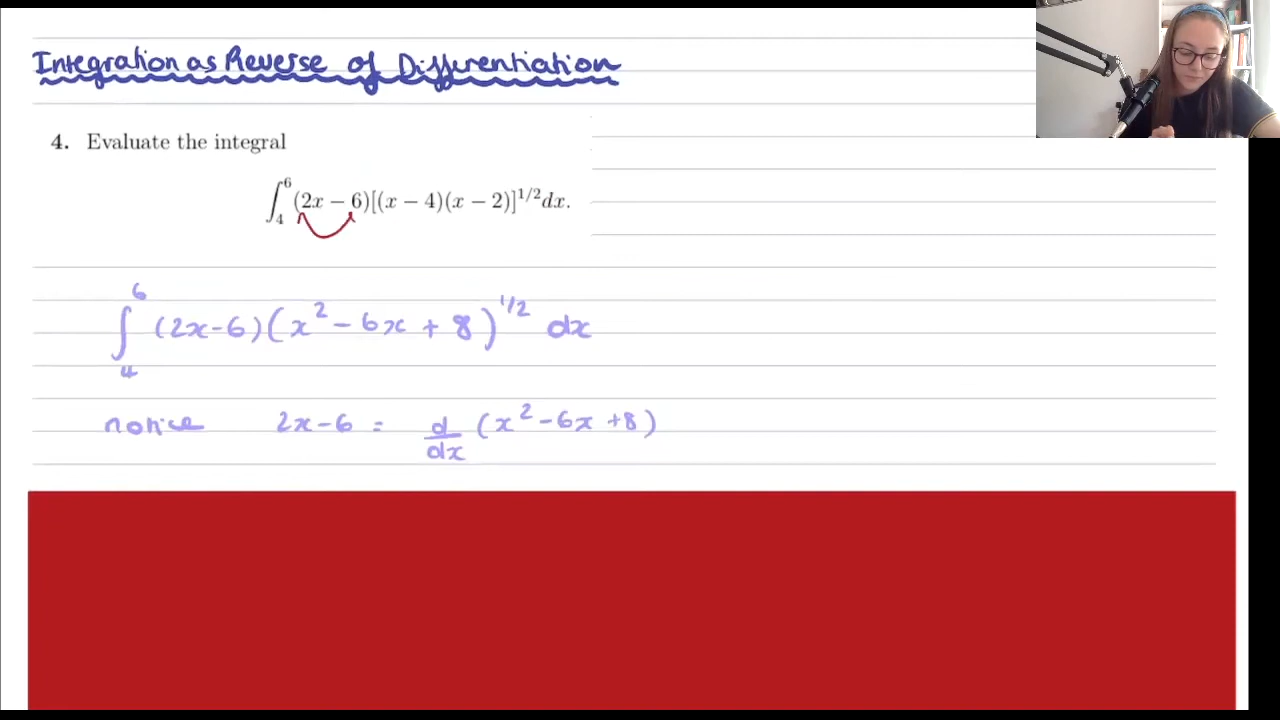 Integration as Reverse of Differentiation
4. Evaluate the integral
∫₄⁶ (2x − 6)[(x − 4)(x − 2)]^{1/2} dx.
∫₄⁶ (2x-6)(x² - 6x + 8)^{1/2} dx
notice 2x-6 = d/dx (x² - 6x + 8)